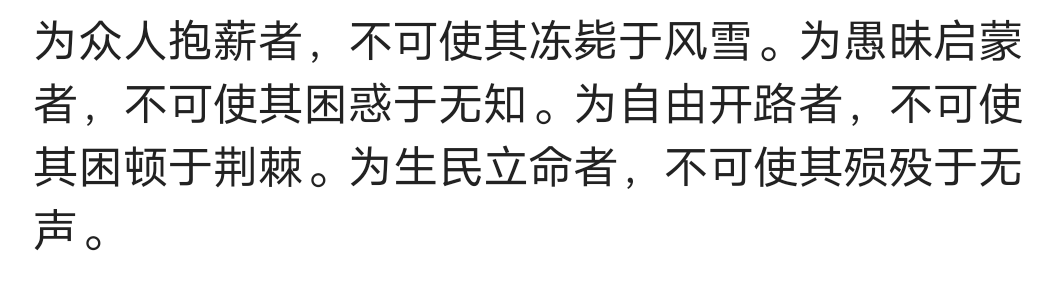 为众人抱薪者，不可使其冻毙于风雪。为愚昧启蒙
者，不可使其困惑于无知。为自由开路者，不可使
其困顿于荆棘。为生民立命者，不可使其殒殁于无
声。